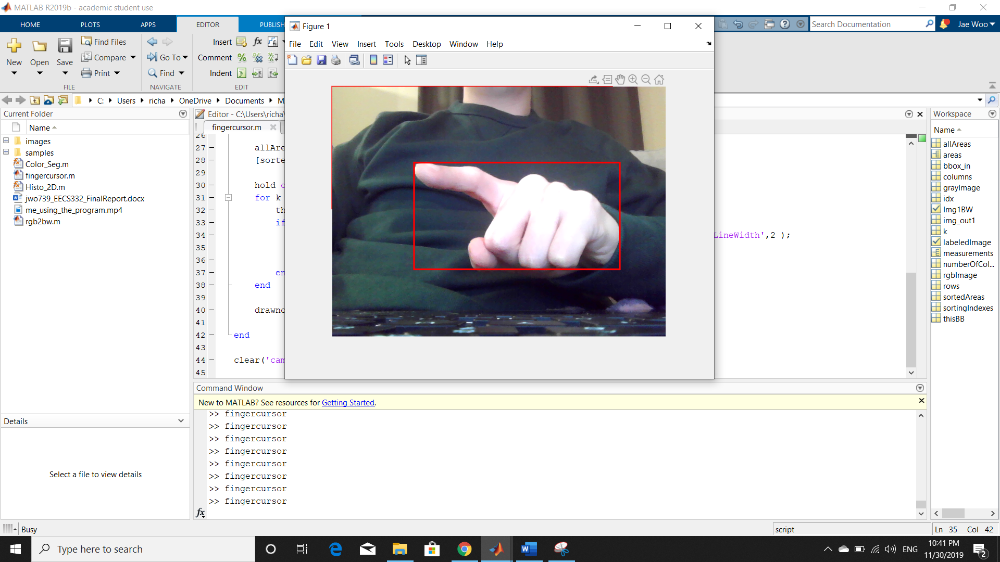 MATLAB R2019b - academic student use
HOME PLOTS APPS EDITOR PUBLISH
Search Documentation
Jae Woo
New
Open
Save
Find Files
Compare
Print
FILE
Go To
Find
NAVIGATE
Insert
Comment
Indent
EDIT
fx
fi
C: Users richa OneDrive Documents M
Current Folder
Name
images
samples
Color_Seg.m
fingercursor.m
Histo_2D.m
jwo739_EECS332_FinalReport.docx
me_using_the_program.mp4
rgb2bw.m
Details
Select a file to view details
Editor - C:\Users\richa\
fingercursor.m
26
27 allAre
28 [sorte
29
30 hold o
31 for k
32 th
33 if
34 LineWidth',2 );
35
36
37 en
38 end
39
40 drawno
41
42 end
43
44 clear('cam
45
Figure 1
File Edit View Insert Tools Desktop Window Help
Command Window
New to MATLAB? See resources for Getting Started.
>> fingercursor
>> fingercursor
>> fingercursor
>> fingercursor
>> fingercursor
>> fingercursor
>> fingercursor
>> fingercursor
fx
Workspace
Name
allAreas
areas
bbox_in
columns
grayImage
idx
Img1BW
img_out1
k
labeledImage
measurements
numberOfCol...
rgbImage
rows
sortedAreas
sortingIndexes
thisBB
Busy
script
Ln 35 Col 42
Type here to search
ENG
10:41 PM
11/30/2019
2